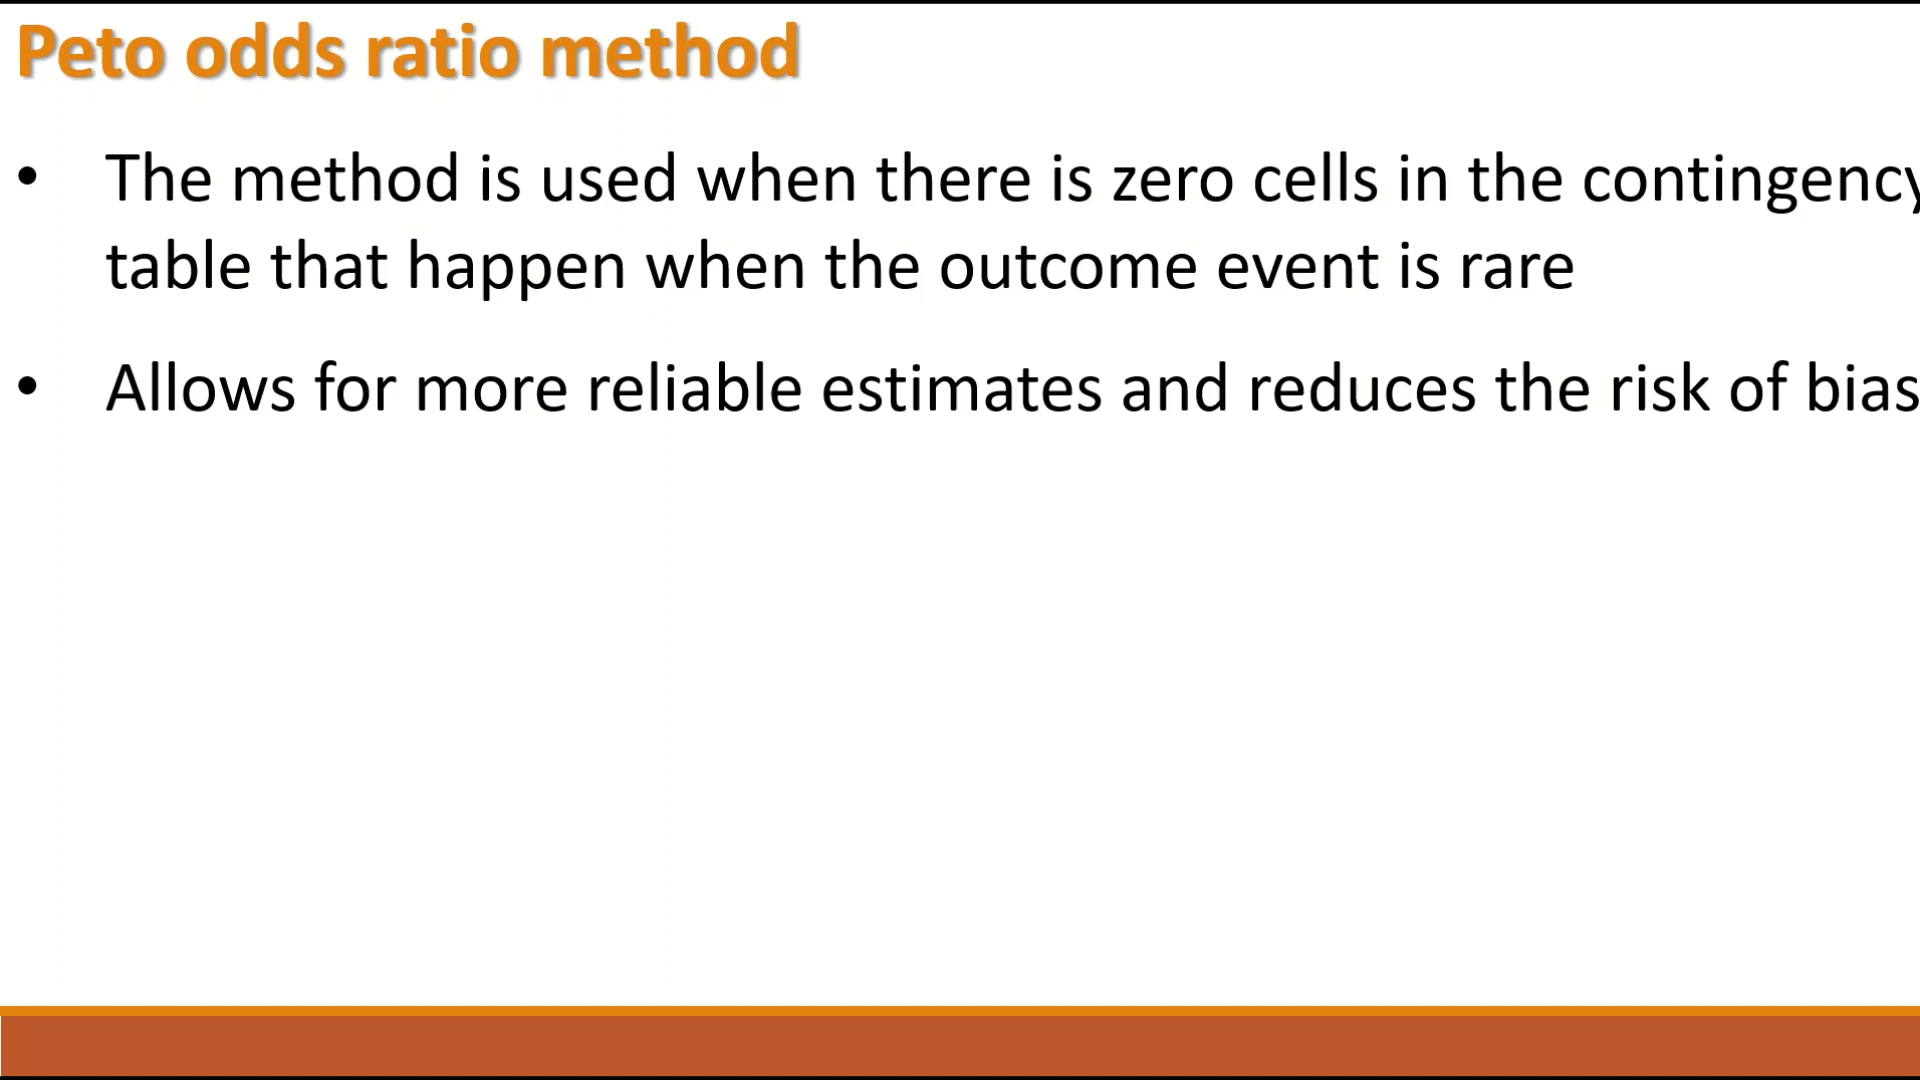 Peto odds ratio method
• The method is used when there is zero cells in the contingency
table that happen when the outcome event is rare
• Allows for more reliable estimates and reduces the risk of bias